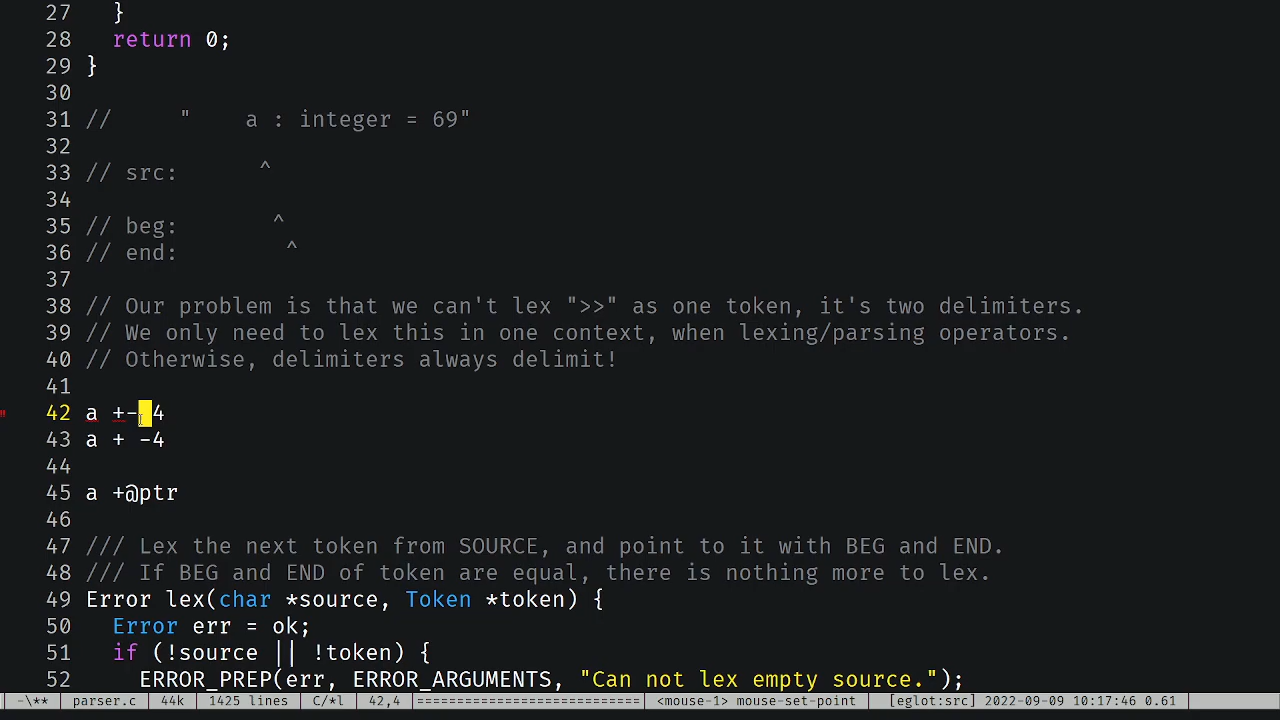 27   }
28   return 0;
29 }
30
31 //     "    a : integer = 69"
32
33 // src:      ^
34
35 // beg:       ^
36 // end:        ^
37
38 // Our problem is that we can't lex ">>" as one token, it's two delimiters.
39 // We only need to lex this in one context, when lexing/parsing operators.
40 // Otherwise, delimiters always delimit!
41
" 42 a +- 4
43 a + -4
44
45 a +@ptr
46
47 /// Lex the next token from SOURCE, and point to it with BEG and END.
48 /// If BEG and END of token are equal, there is nothing more to lex.
49 Error lex(char *source, Token *token) {
50   Error err = ok;
51   if (!source || !token) {
52     ERROR_PREP(err, ERROR_ARGUMENTS, "Can not lex empty source.");
-\** parser.c 44k 1425 lines C/*l 42,4 ============================ <mouse-1> mouse-set-point [eglot:src] 2022-09-09 10:17:46 0.61